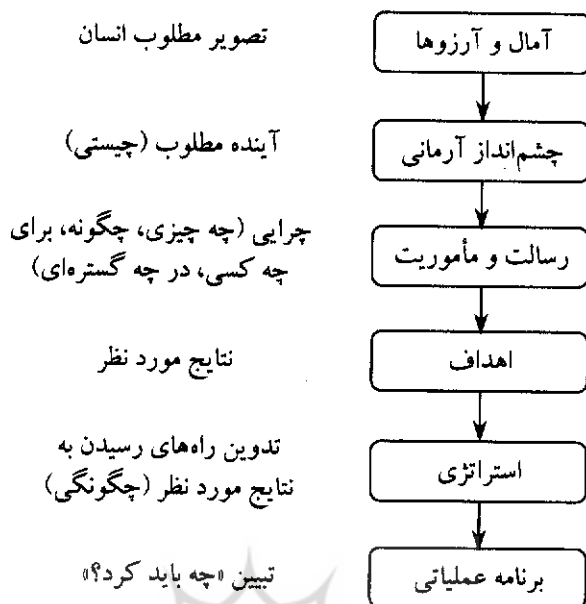 آمال و آرزوها
تصویر مطلوب انسان
چشم‌انداز آرمانی
آینده مطلوب (چیستی)
رسالت و مأموریت
چرایی (چه چیزی، چگونه، برای
چه کسی، در چه گستره‌ای)
اهداف
نتایج مورد نظر
استراتژی
تدوین راه‌های رسیدن به
نتایج مورد نظر (چگونگی)
برنامه عملیاتی
تبیین «چه باید کرد؟»